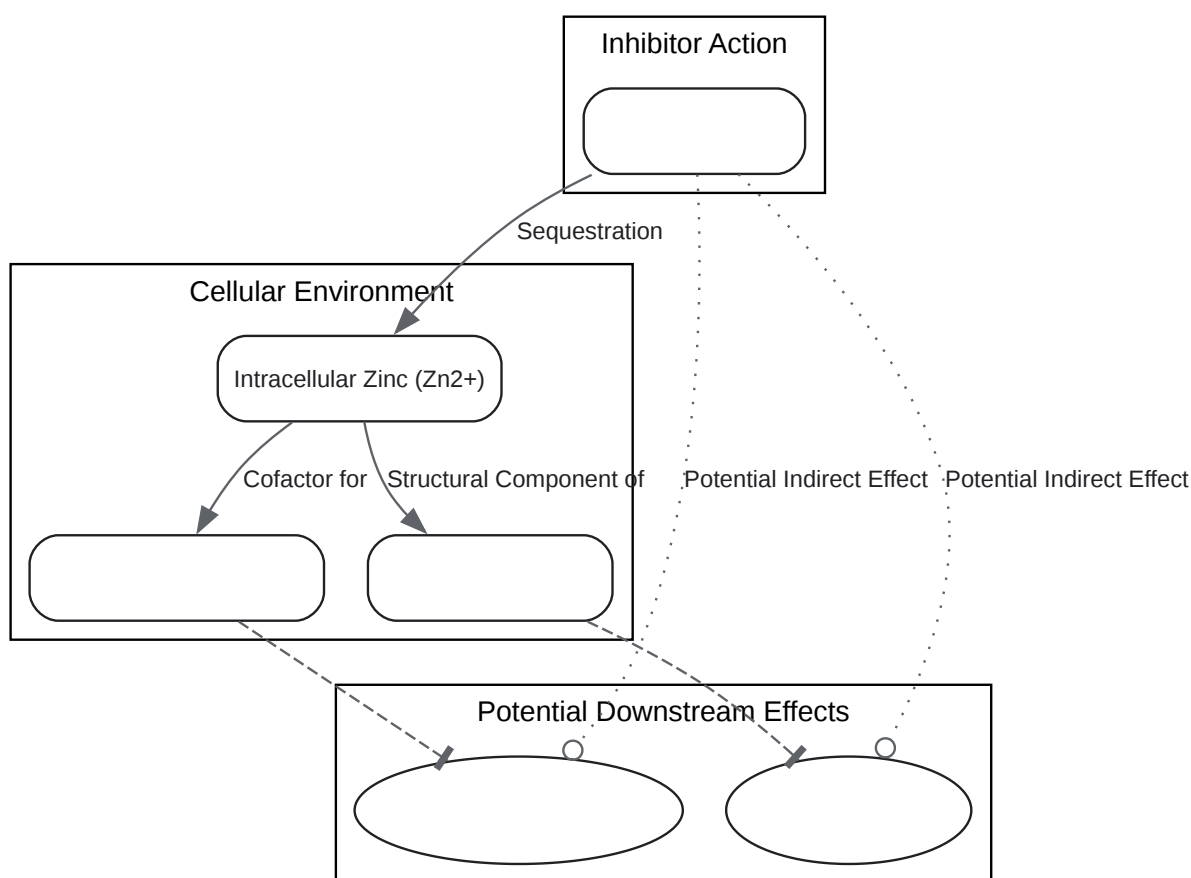 Inhibitor Action
Sequestration
Cellular Environment
Intracellular Zinc (Zn2+)
Cofactor for
Structural Component of
Potential Indirect Effect
Potential Indirect Effect
Potential Downstream Effects